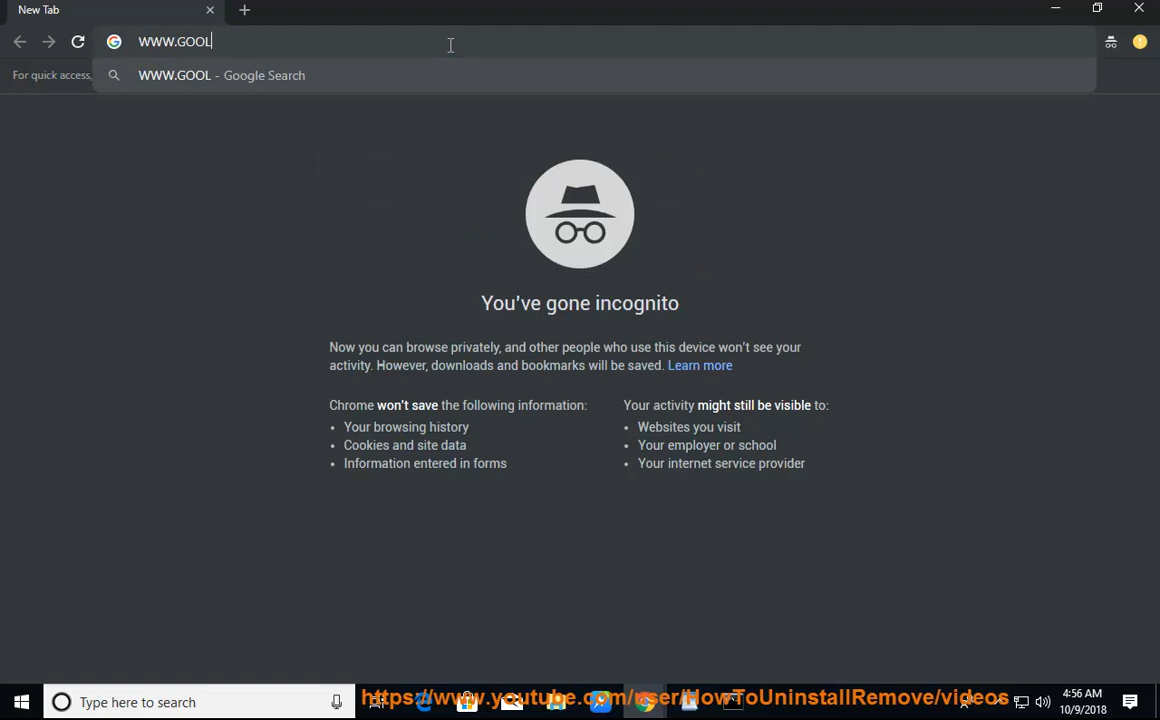 New Tab
WWW.GOOL
For quick access,
WWW.GOOL - Google Search
You've gone incognito
Now you can browse privately, and other people who use this device won't see your
activity. However, downloads and bookmarks will be saved. Learn more
Chrome won't save the following information:
• Your browsing history
• Cookies and site data
• Information entered in forms
Your activity might still be visible to:
• Websites you visit
• Your employer or school
• Your internet service provider
Type here to search
https://www.youtube.com/user/HowToUninstallRemove/videos
4:56 AM
10/9/2018